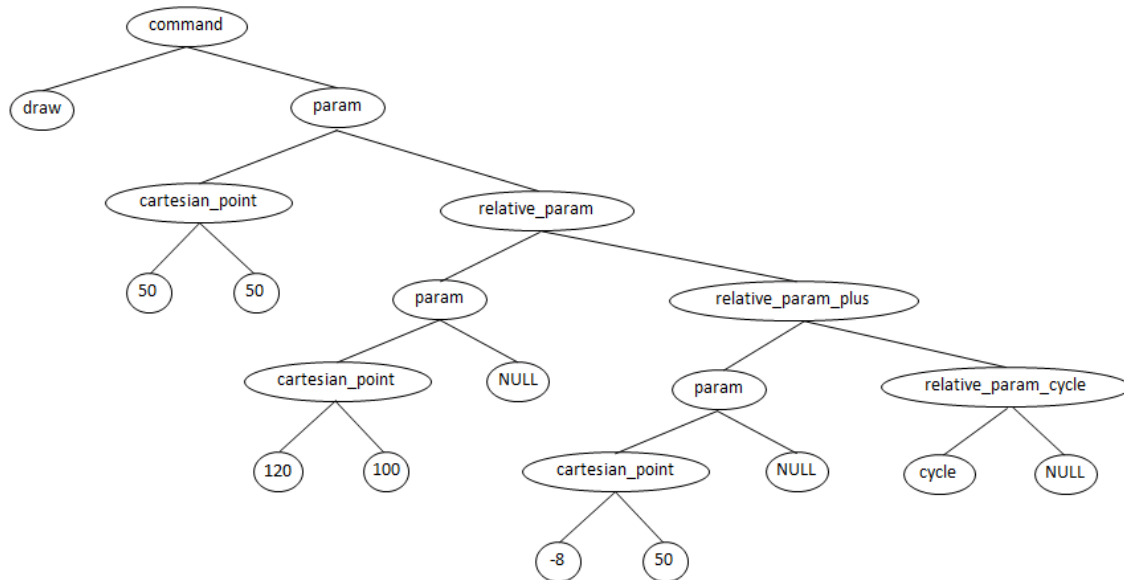 command
draw
param
cartesian_point
relative_param
50
50
param
relative_param_plus
cartesian_point
NULL
param
relative_param_cycle
120
100
cartesian_point
NULL
cycle
NULL
-8
50